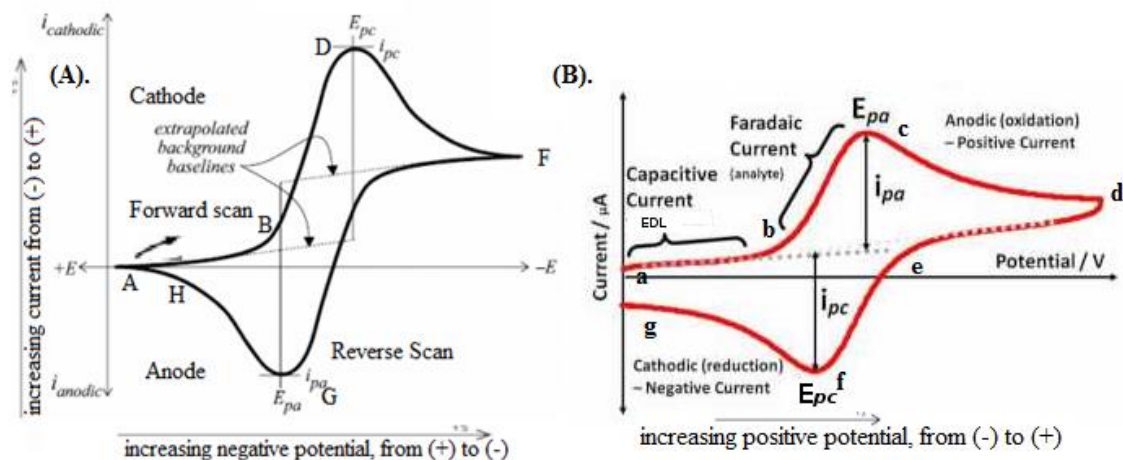 (A).
i cathodic
E pc
D
i pc
Cathode
extrapolated
background
baselines
F
Forward scan
B
+E
−E
A
H
Reverse Scan
Anode
i anodic
i pa
G
E pa
increasing current from (-) to (+)
increasing negative potential, from (+) to (-)
(B).
E pa
c
Anodic (oxidation)
– Positive Current
Faradaic
Current
(analyte)
Capacitive
Current
EDL
i pa
d
b
a
e
Potential / V
Current / µA
i pc
g
Cathodic (reduction)
– Negative Current
E pc
f
increasing positive potential, from (-) to (+)